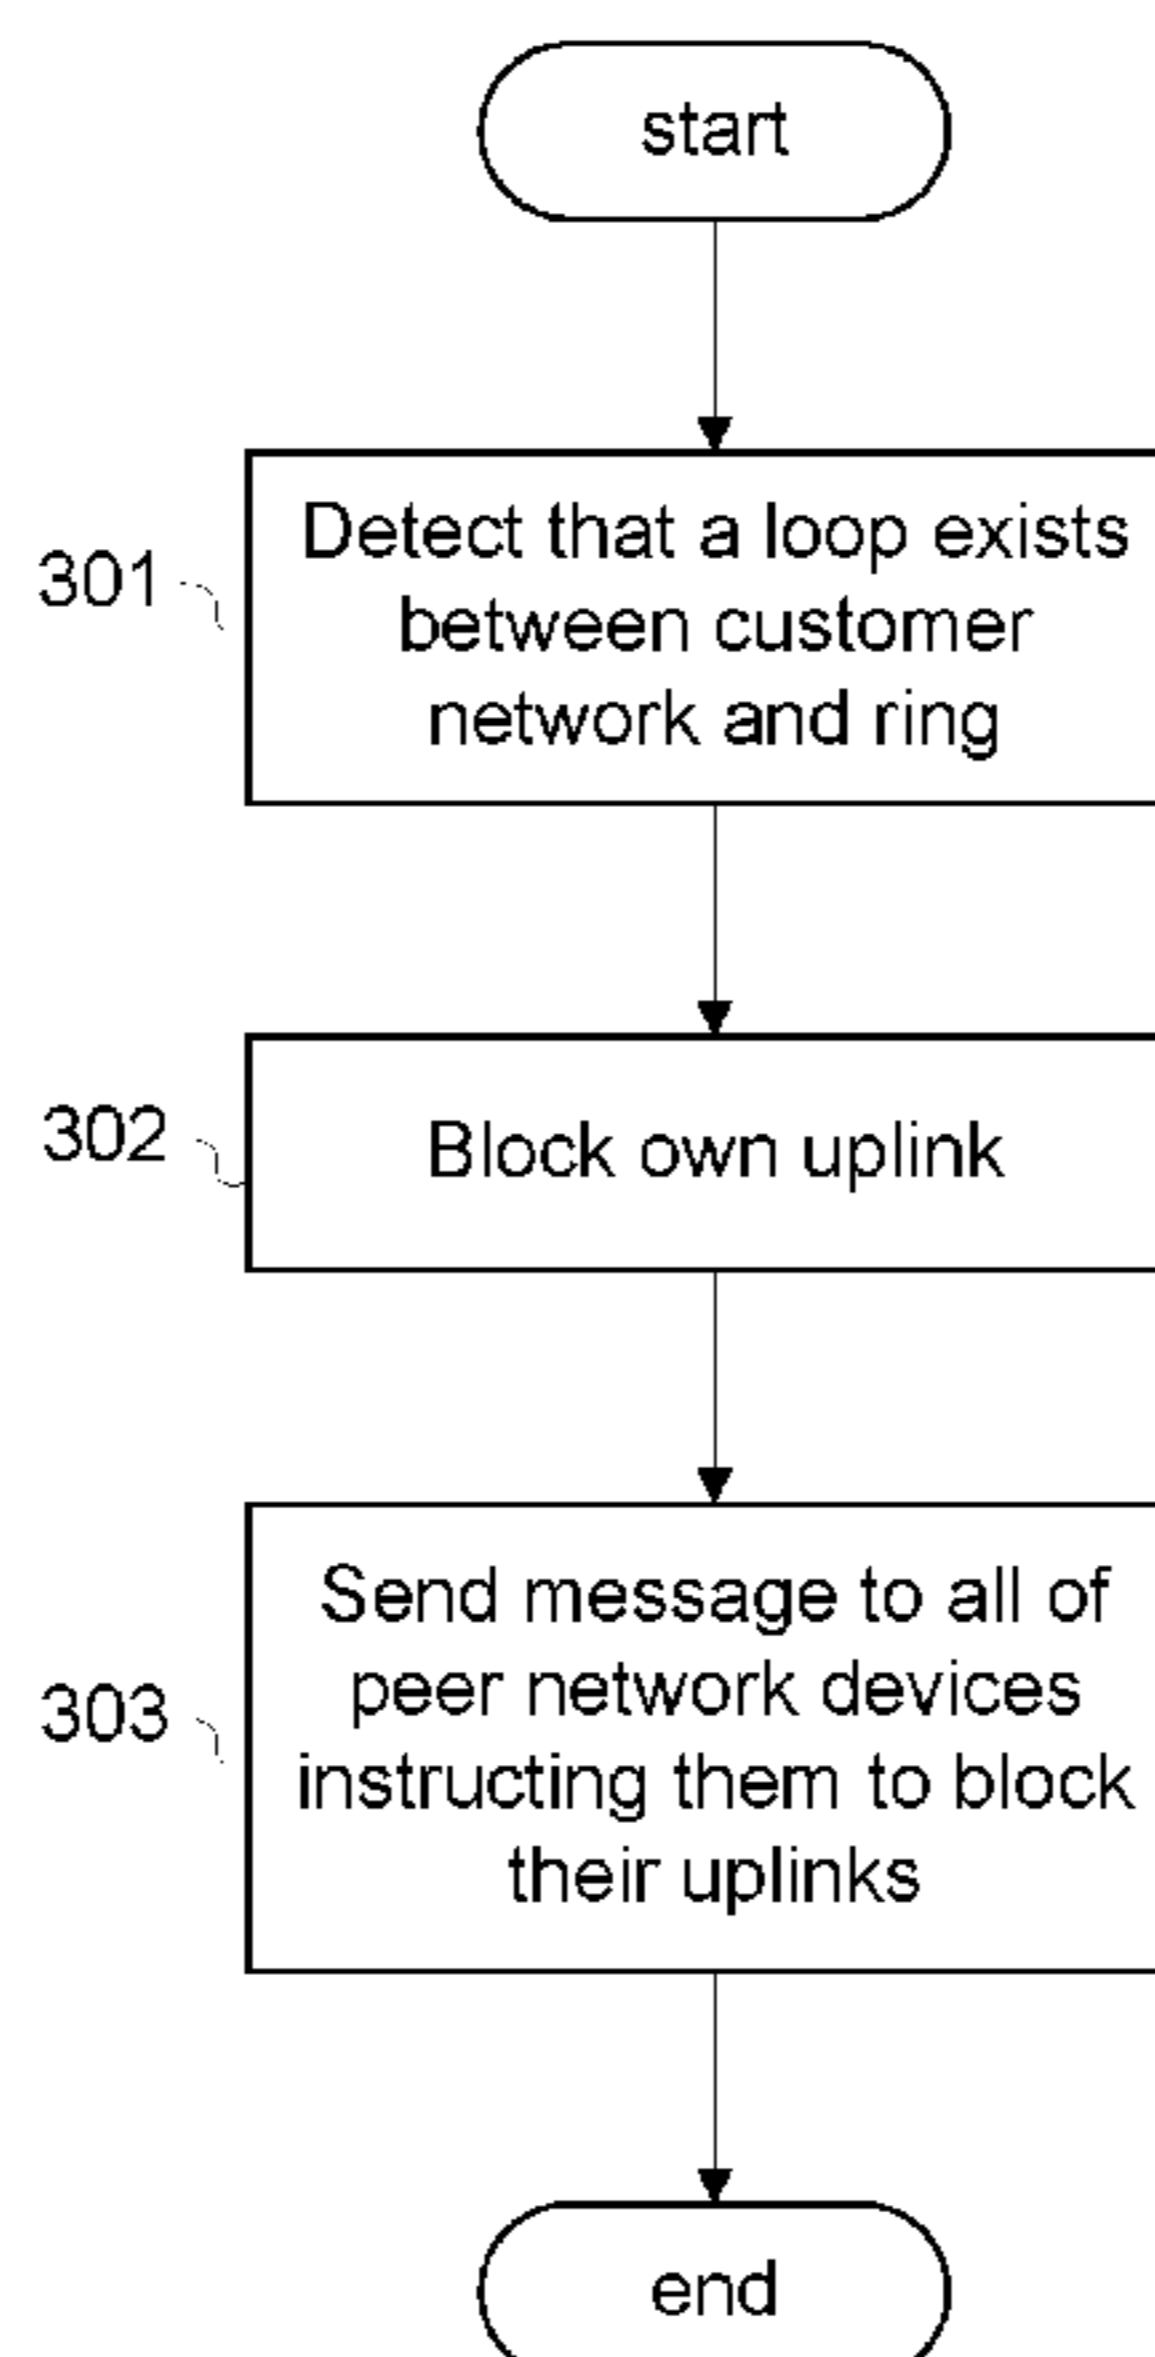 start
301
Detect that a loop exists
between customer
network and ring
302
Block own uplink
303
Send message to all of
peer network devices
instructing them to block
their uplinks
end